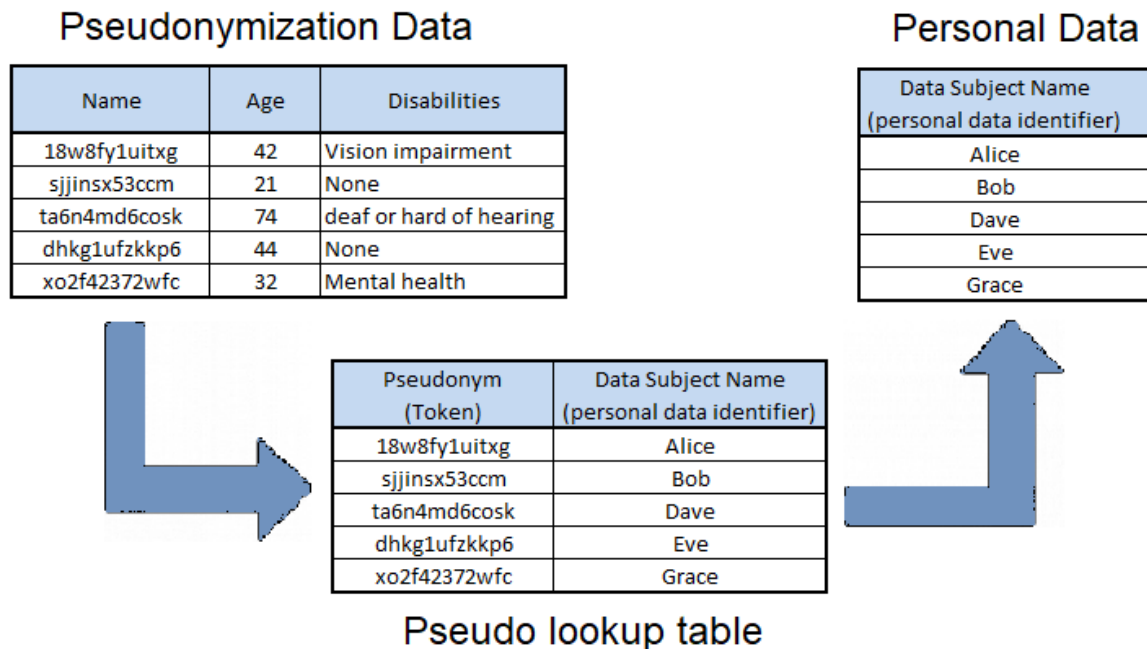 Pseudonymization Data
Name Age Disabilities
18w8fy1uitxg 42 Vision impairment
sjjinsx53ccm 21 None
ta6n4md6cosk 74 deaf or hard of hearing
dhkg1ufzkkp6 44 None
xo2f42372wfc 32 Mental health
Personal Data
Data Subject Name
(personal data identifier)
Alice
Bob
Dave
Eve
Grace
Pseudonym Data Subject Name
(Token) (personal data identifier)
18w8fy1uitxg Alice
sjjinsx53ccm Bob
ta6n4md6cosk Dave
dhkg1ufzkkp6 Eve
xo2f42372wfc Grace
Pseudo lookup table